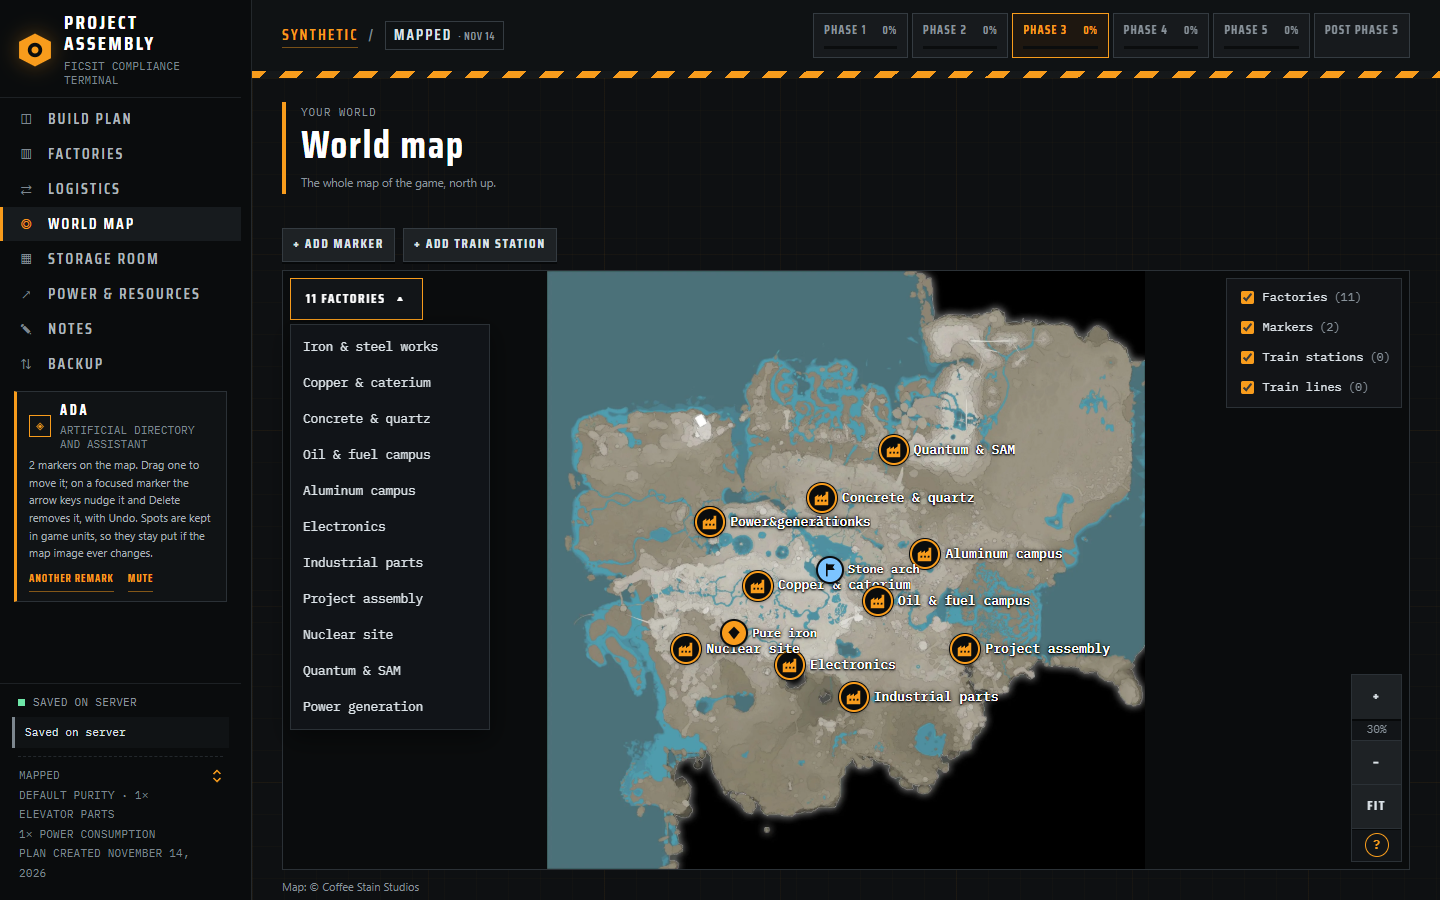 PROJECT
ASSEMBLY
FICSIT COMPLIANCE
TERMINAL
BUILD PLAN
FACTORIES
LOGISTICS
WORLD MAP
STORAGE ROOM
POWER & RESOURCES
NOTES
BACKUP
ADA
ARTIFICIAL DIRECTORY
AND ASSISTANT
2 markers on the map. Drag one to
move it; on a focused marker the
arrow keys nudge it and Delete
removes it, with Undo. Spots are kept
in game units, so they stay put if the
map image ever changes.
ANOTHER REMARK MUTE
SAVED ON SERVER
Saved on server
MAPPED
DEFAULT PURITY · 1×
ELEVATOR PARTS
1× POWER CONSUMPTION
PLAN CREATED NOVEMBER 14,
2026
SYNTHETIC / MAPPED · NOV 14
PHASE 1 0% PHASE 2 0% PHASE 3 0% PHASE 4 0% PHASE 5 0% POST PHASE 5
YOUR WORLD
World map
The whole map of the game, north up.
+ ADD MARKER + ADD TRAIN STATION
11 FACTORIES
Iron & steel works
Copper & caterium
Concrete & quartz
Oil & fuel campus
Aluminum campus
Electronics
Industrial parts
Project assembly
Nuclear site
Quantum & SAM
Power generation
Quantum & SAM
Concrete & quartz
Power generation
Aluminum campus
Stone arch
Copper & caterium
Oil & fuel campus
Pure iron
Nuclear site
Project assembly
Electronics
Industrial parts
Factories (11)
Markers (2)
Train stations (0)
Train lines (0)
+
30%
-
FIT
?
Map: © Coffee Stain Studios